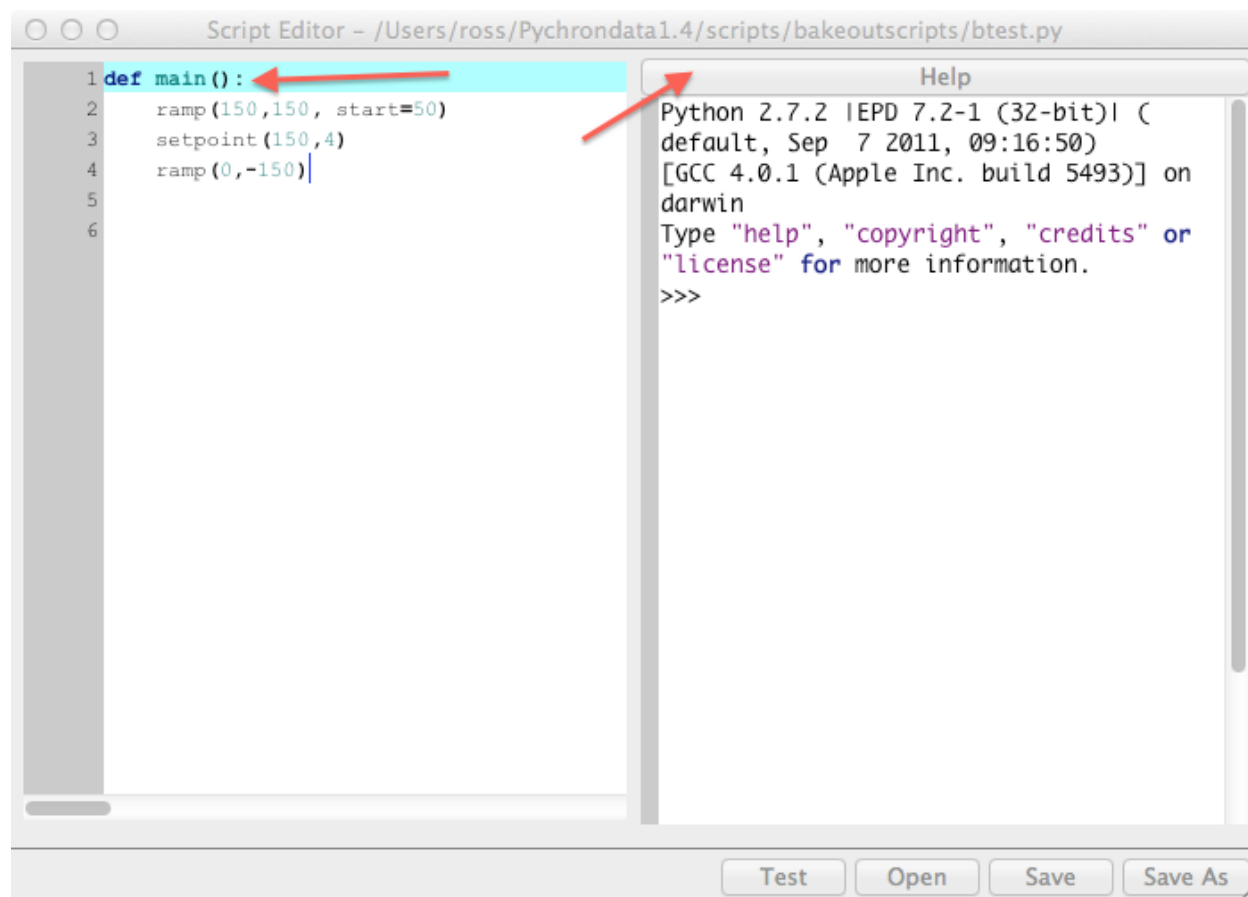 Script Editor – /Users/ross/Pychrondata1.4/scripts/bakeoutscripts/btest.py
1 def main():
2     ramp(150,150, start=50)
3     setpoint(150,4)
4     ramp(0,-150)
5
6
Help
Python 2.7.2 |EPD 7.2-1 (32-bit)| (
default, Sep  7 2011, 09:16:50)
[GCC 4.0.1 (Apple Inc. build 5493)] on
darwin
Type "help", "copyright", "credits" or
"license" for more information.
>>>
Test Open Save Save As